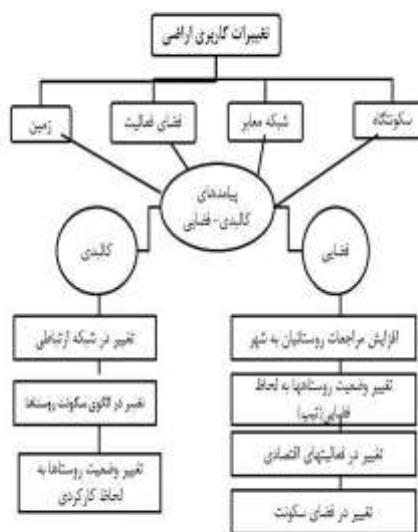 تغییرات کاربری اراضی
سکونتگاه
شبکه معابر
فضای فعالیت
زمین
پیامدهای
کالبدی-فضایی
فضایی
کالبدی
افزایش مراجعات روستائیان به شهر
تغییر وضعیت روستاها به لحاظ
فضایی(تیپ)
تغییر در فعالیتهای اقتصادی
تغییر در فضای سکونت
تغییر در شبکه ارتباطی
تغییر در الگوی سکونت روستاها
تغییر وضعیت روستاها به
لحاظ کارکردی